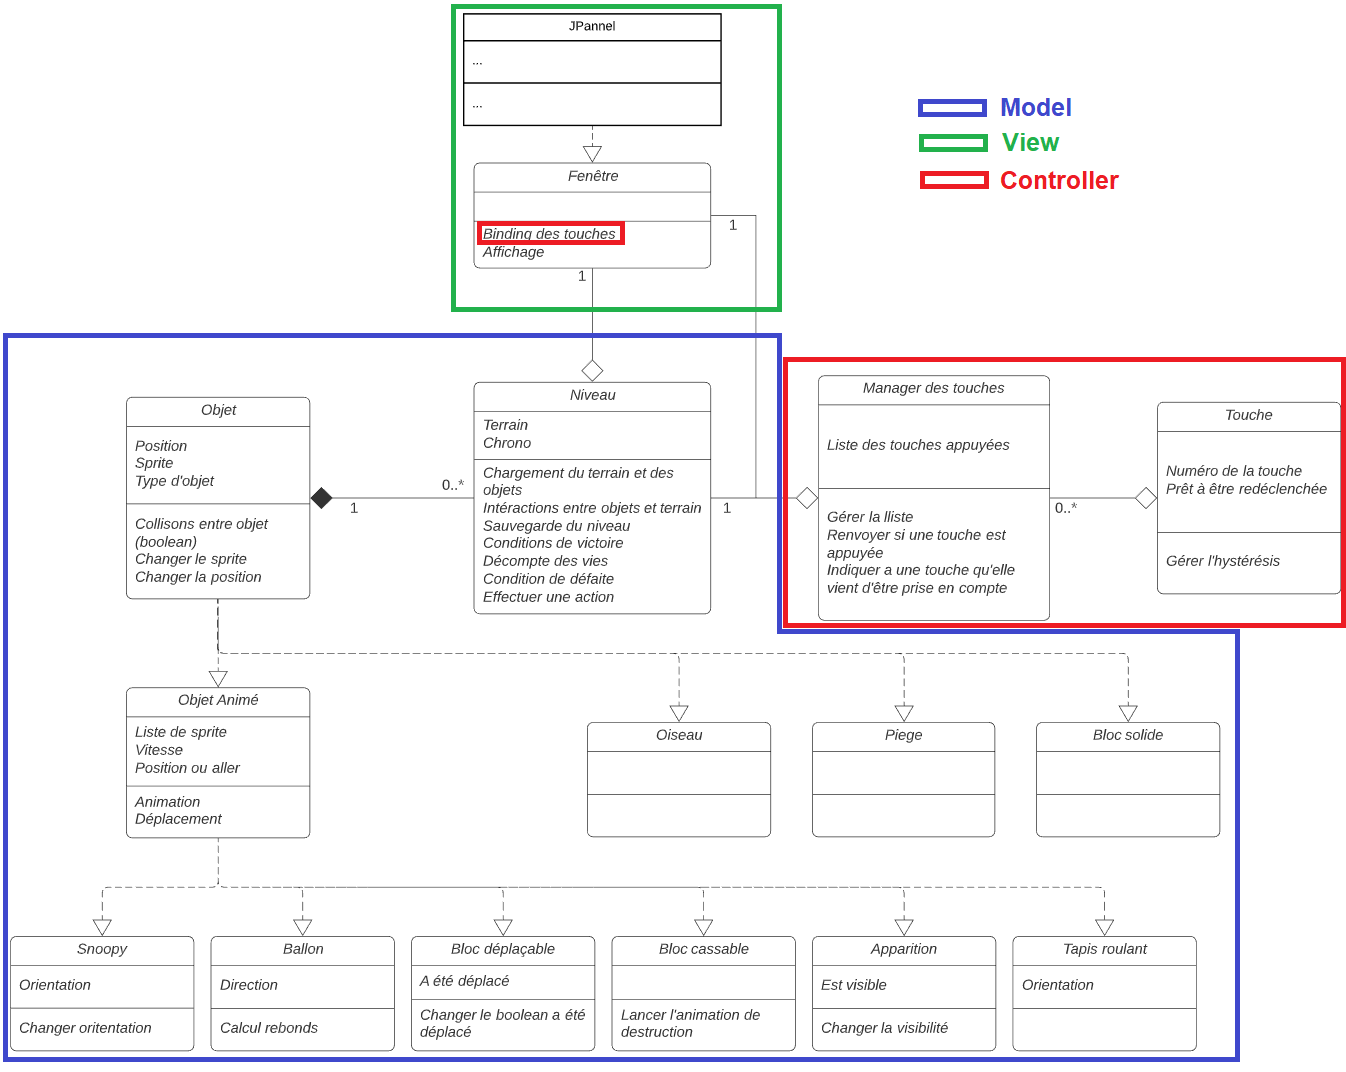 JPannel
...
...
Model
View
Controller
Fenêtre
Binding des touches
Affichage
1
1
Manager des touches
Liste des touches appuyées
Gérer la lliste
Renvoyer si une touche est
appuyée
Indiquer a une touche qu'elle
vient d'être prise en compte
Touche
Numéro de la touche
Prêt à être redéclenchée
Gérer l'hystérésis
0..*
Niveau
Terrain
Chrono
Chargement du terrain et des
objets
Intéractions entre objets et terrain
Sauvegarde du niveau
Conditions de victoire
Décompte des vies
Condition de défaite
Effectuer une action
1
Objet
Position
Sprite
Type d'objet
Collisons entre objet
(boolean)
Changer le sprite
Changer la position
0..*
1
Objet Animé
Liste de sprite
Vitesse
Position ou aller
Animation
Déplacement
Oiseau
Piege
Bloc solide
Snoopy
Orientation
Changer oritentation
Ballon
Direction
Calcul rebonds
Bloc déplaçable
A été déplacé
Changer le boolean a été
déplacé
Bloc cassable
Lancer l'animation de
destruction
Apparition
Est visible
Changer la visibilité
Tapis roulant
Orientation